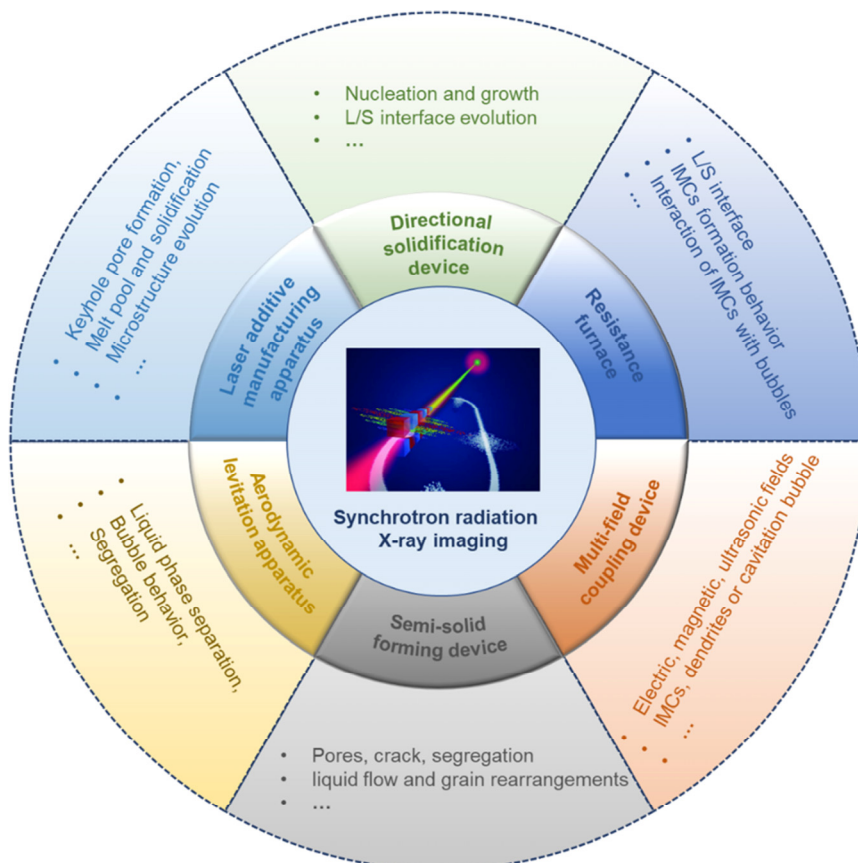 • Nucleation and growth
• L/S interface evolution
• ...
Directional
solidification
device
• L/S interface
• IMCs formation behavior
• Interaction of IMCs with bubbles
• ...
Resistance
furnace
• Electric, magnetic, ultrasonic fields
• IMCs, dendrites or cavitation bubble
• ...
Multi-field
coupling device
• Pores, crack, segregation
• liquid flow and grain rearrangements
• ...
Semi-solid
forming device
• Liquid phase separation,
• Bubble behavior,
• Segregation
• ...
Aerodynamic
levitation apparatus
• Keyhole pore formation,
• Melt pool and solidification
• Microstructure evolution
• ...
Laser additive
manufacturing
apparatus
Synchrotron radiation
X-ray imaging